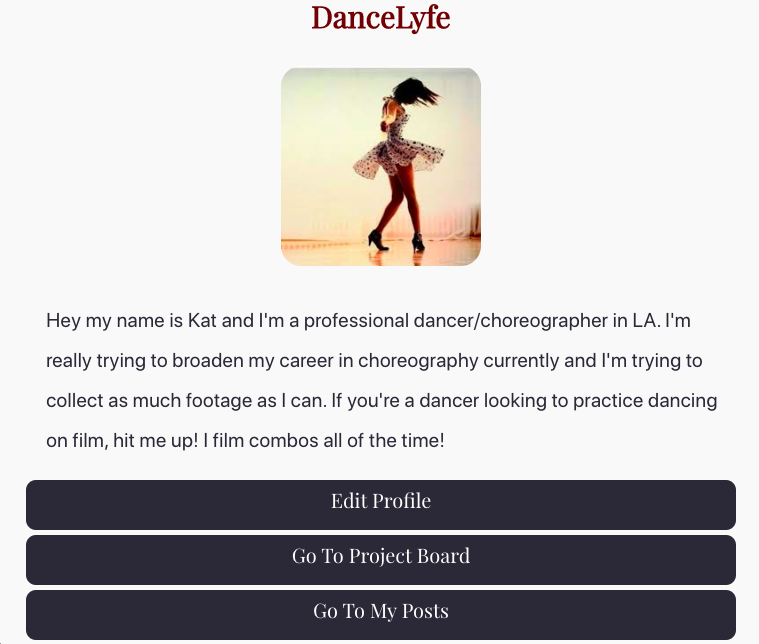 DanceLyfe
Hey my name is Kat and I'm a professional dancer/choreographer in LA. I'm
really trying to broaden my career in choreography currently and I'm trying to
collect as much footage as I can. If you're a dancer looking to practice dancing
on film, hit me up! I film combos all of the time!
Edit Profile
Go To Project Board
Go To My Posts